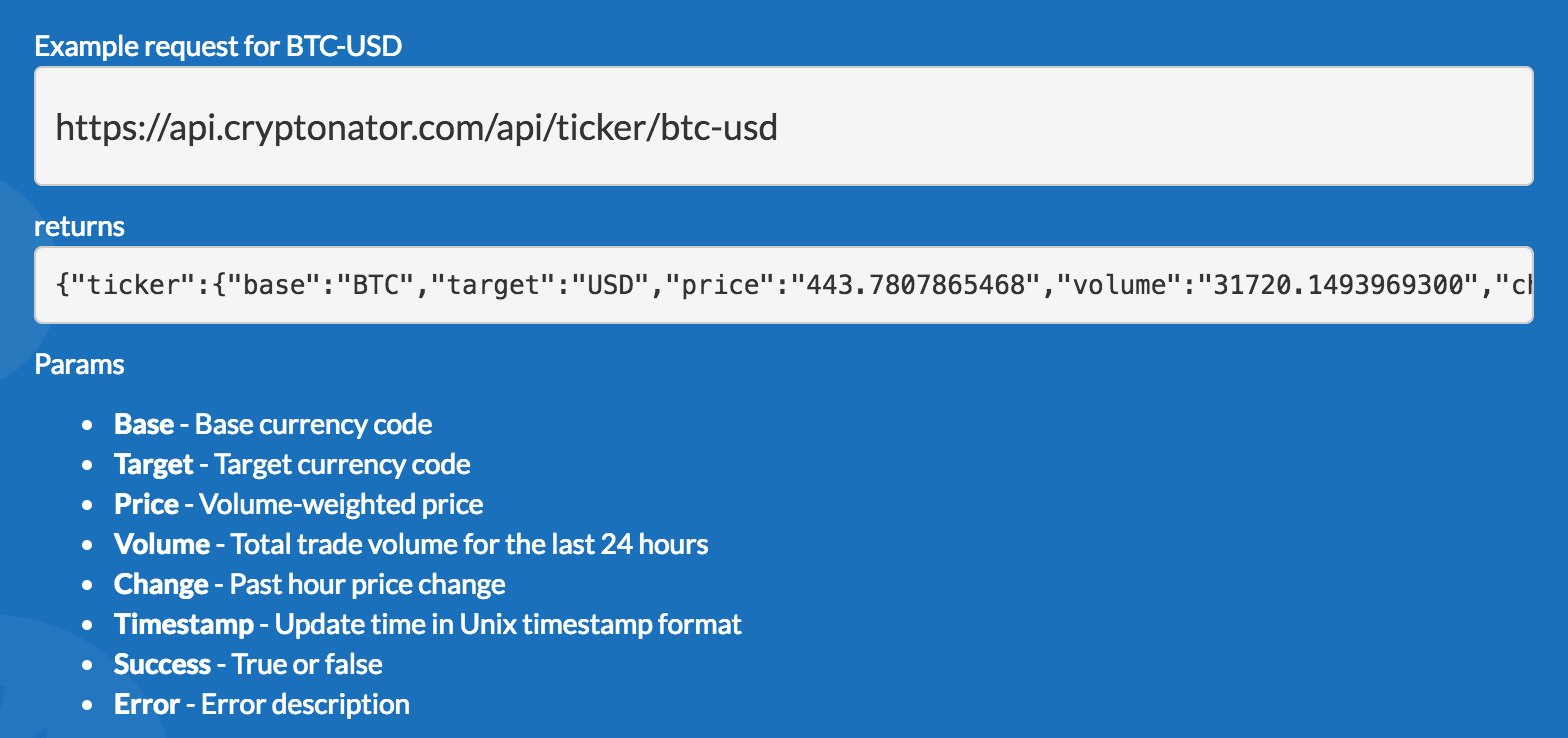 Example request for BTC-USD
https://api.cryptonator.com/api/ticker/btc-usd
returns
{"ticker":{"base":"BTC","target":"USD","price":"443.7807865468","volume":"31720.1493969300","ch
Params
• Base - Base currency code
• Target - Target currency code
• Price - Volume-weighted price
• Volume - Total trade volume for the last 24 hours
• Change - Past hour price change
• Timestamp - Update time in Unix timestamp format
• Success - True or false
• Error - Error description